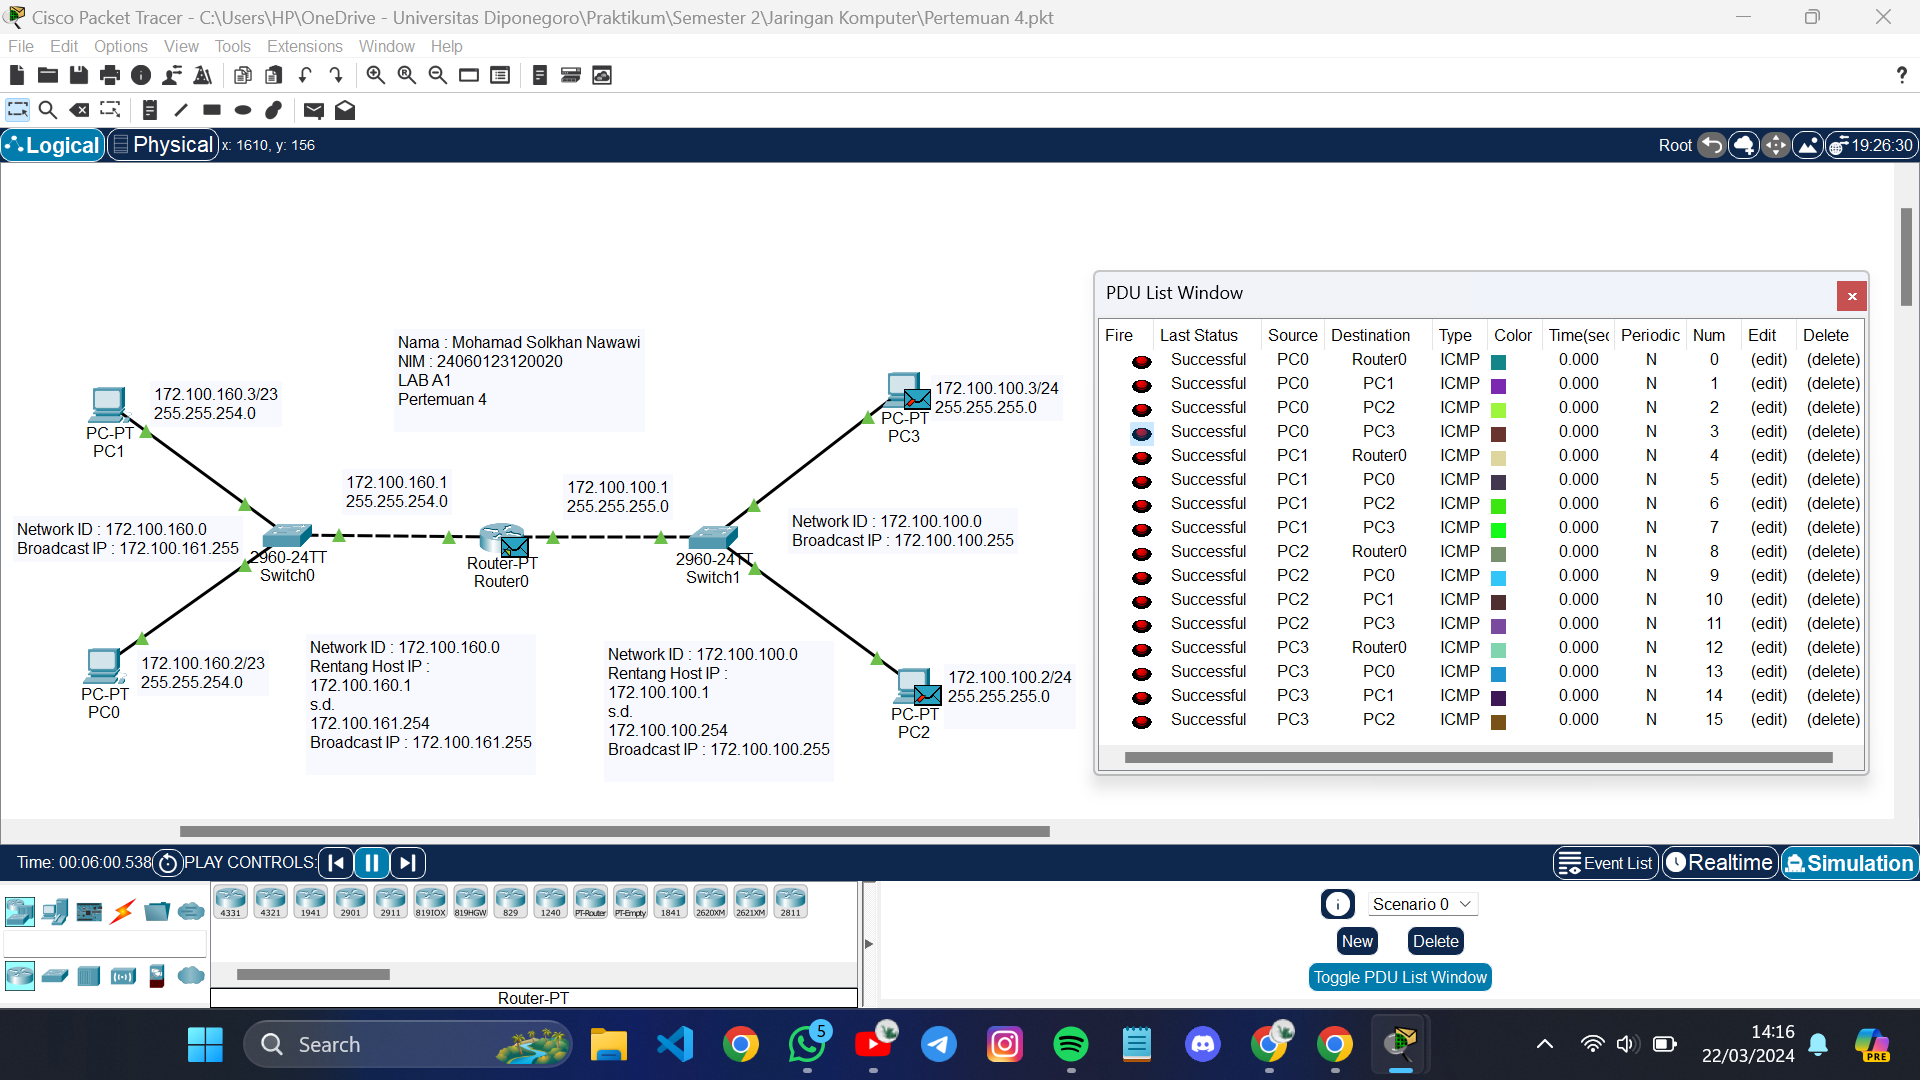 Cisco Packet Tracer - C:\Users\HP\OneDrive - Universitas Diponegoro\Praktikum\Semester 2\Jaringan Komputer\Pertemuan 4.pkt
File Edit Options View Tools Extensions Window Help
?
Logical Physical x: 1610, y: 156 Root 19:26:30
Nama : Mohamad Solkhan Nawawi
NIM : 24060123120020
LAB A1
Pertemuan 4
172.100.160.3/23
255.255.254.0
PC-PT
PC1
172.100.100.3/24
255.255.255.0
PC-PT
PC3
172.100.160.1
255.255.254.0
172.100.100.1
255.255.255.0
Network ID : 172.100.160.0
Broadcast IP : 172.100.161.255
2960-24TT
Switch0
Router-PT
Router0
2960-24TT
Switch1
Network ID : 172.100.100.0
Broadcast IP : 172.100.100.255
172.100.160.2/23
255.255.254.0
PC-PT
PC0
Network ID : 172.100.160.0
Rentang Host IP :
172.100.160.1
s.d.
172.100.161.254
Broadcast IP : 172.100.161.255
Network ID : 172.100.100.0
Rentang Host IP :
172.100.100.1
s.d.
172.100.100.254
Broadcast IP : 172.100.100.255
172.100.100.2/24
255.255.255.0
PC-PT
PC2
PDU List Window
x
Fire Last Status Source Destination Type Color Time(sec Periodic Num Edit Delete
Successful PC0 Router0 ICMP 0.000 N 0 (edit) (delete)
Successful PC0 PC1 ICMP 0.000 N 1 (edit) (delete)
Successful PC0 PC2 ICMP 0.000 N 2 (edit) (delete)
Successful PC0 PC3 ICMP 0.000 N 3 (edit) (delete)
Successful PC1 Router0 ICMP 0.000 N 4 (edit) (delete)
Successful PC1 PC0 ICMP 0.000 N 5 (edit) (delete)
Successful PC1 PC2 ICMP 0.000 N 6 (edit) (delete)
Successful PC1 PC3 ICMP 0.000 N 7 (edit) (delete)
Successful PC2 Router0 ICMP 0.000 N 8 (edit) (delete)
Successful PC2 PC0 ICMP 0.000 N 9 (edit) (delete)
Successful PC2 PC1 ICMP 0.000 N 10 (edit) (delete)
Successful PC2 PC3 ICMP 0.000 N 11 (edit) (delete)
Successful PC3 Router0 ICMP 0.000 N 12 (edit) (delete)
Successful PC3 PC0 ICMP 0.000 N 13 (edit) (delete)
Successful PC3 PC1 ICMP 0.000 N 14 (edit) (delete)
Successful PC3 PC2 ICMP 0.000 N 15 (edit) (delete)
Time: 00:06:00.538 PLAY CONTROLS: Event List Realtime Simulation
4331 4321 1941 2901 2911 819IOX 819HGW 829 1240 PT-Router PT-Empty 1841 2620XM 2621XM 2811
Router-PT
Scenario 0
New Delete
Toggle PDU List Window
Search
5
PRE
14:16
22/03/2024